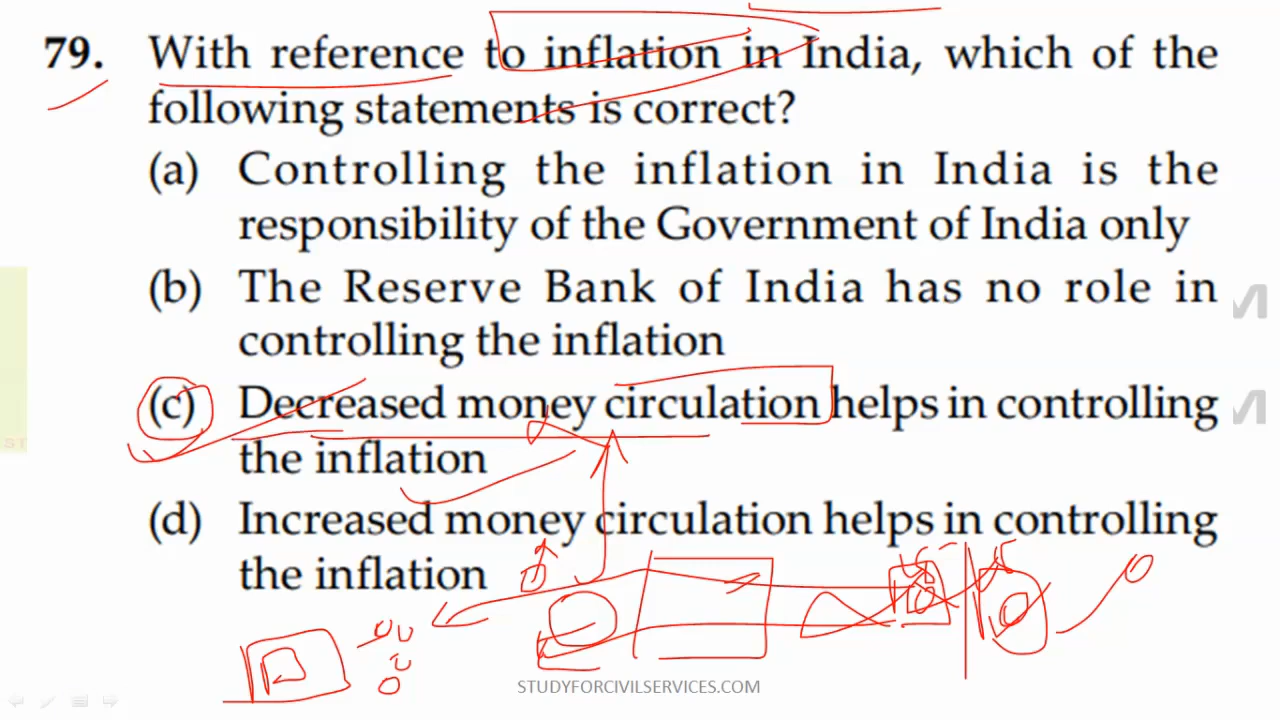 79. With reference to inflation in India, which of the
following statements is correct?
(a) Controlling the inflation in India is the
responsibility of the Government of India only
(b) The Reserve Bank of India has no role in
controlling the inflation
(c) Decreased money circulation helps in controlling
the inflation
(d) Increased money circulation helps in controlling
the inflation
STUDYFORCIVILSERVICES.COM